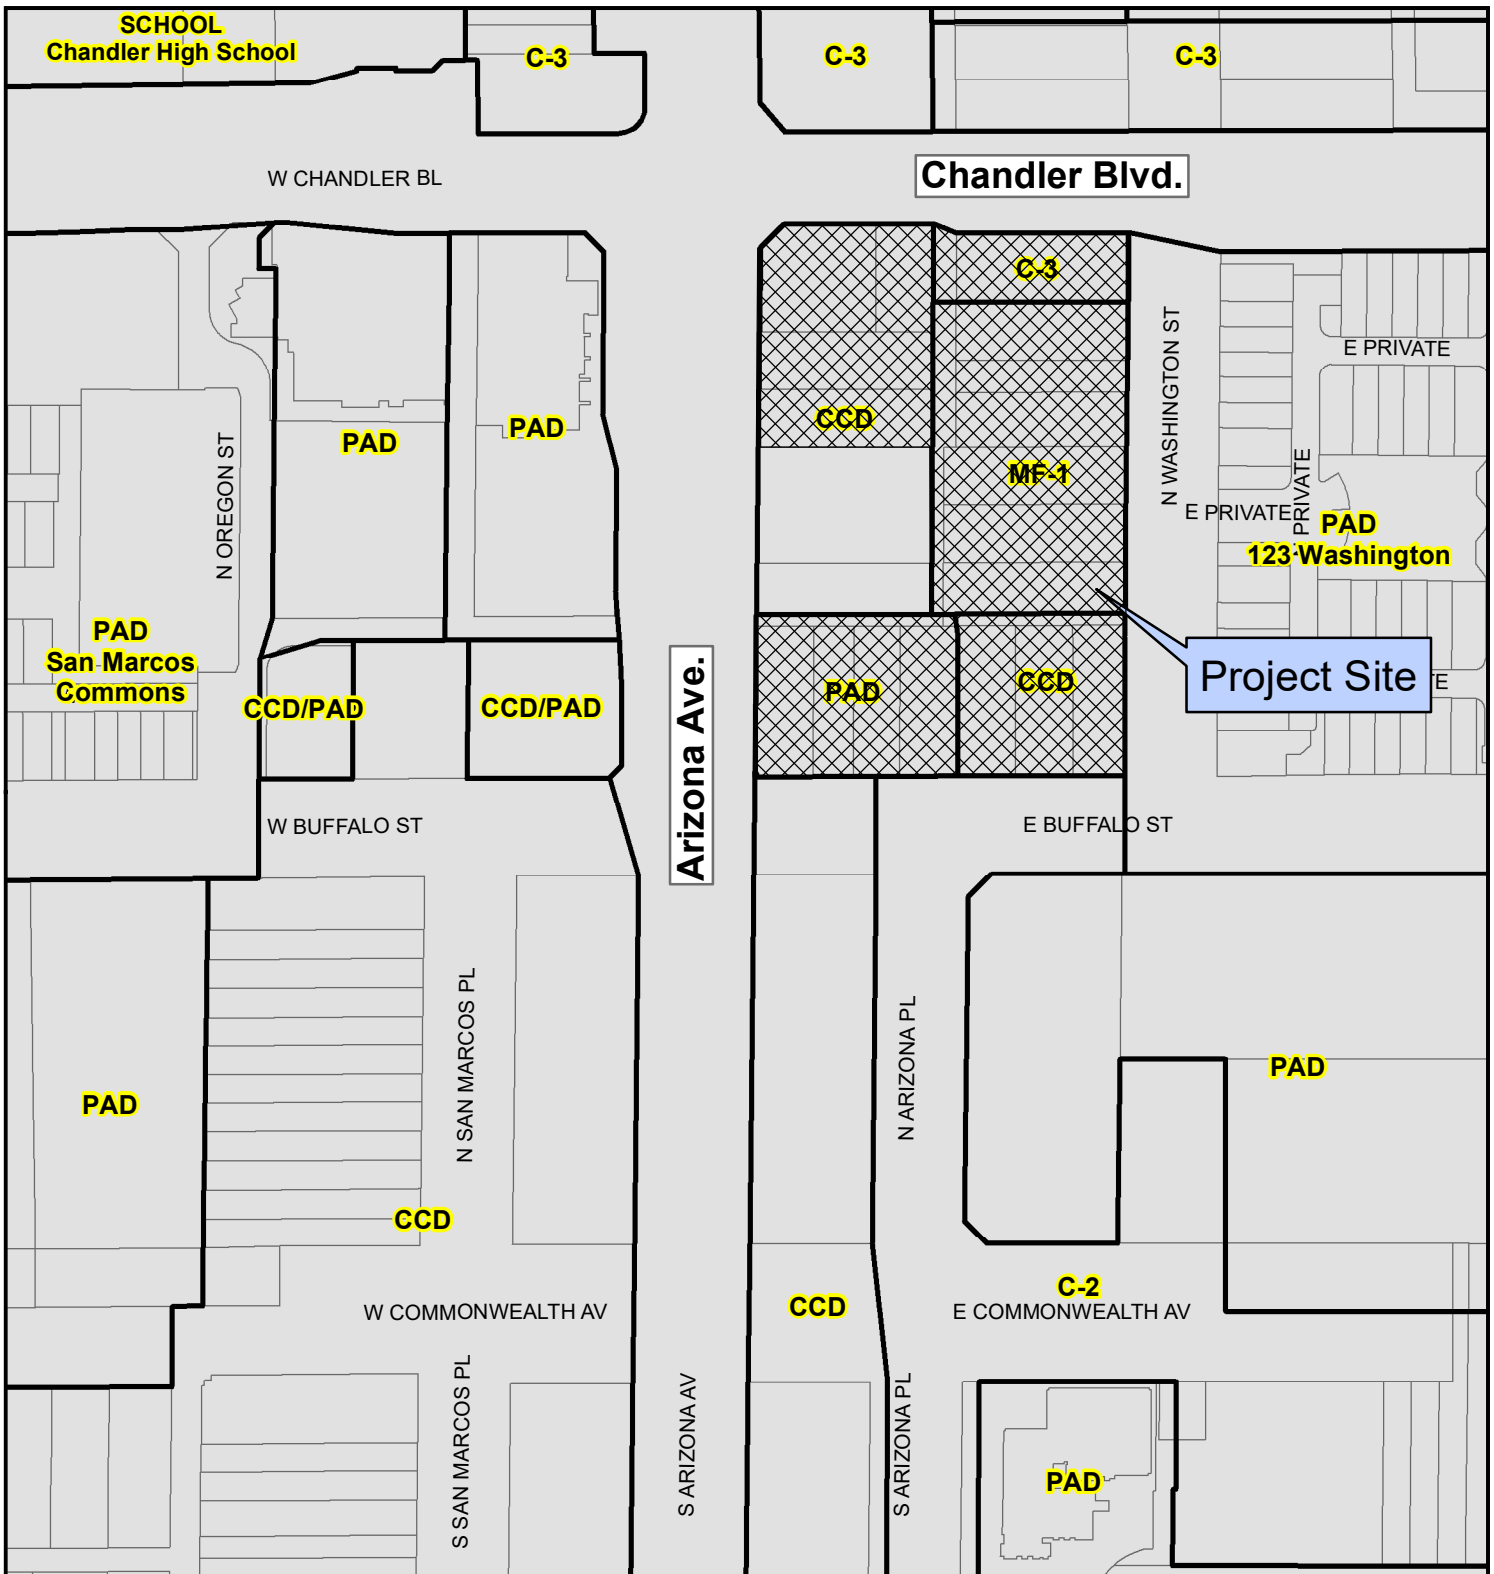 SCHOOL
Chandler High School
C-3
C-3
C-3
W CHANDLER BL
Chandler Blvd.
C-3
N WASHINGTON ST
E PRIVATE
CCD
PAD
PAD
N OREGON ST
MF-1
E PRIVATE
PRIVATE
PAD
123 Washington
PAD
San Marcos
Commons
Project Site
TE
CCD/PAD
CCD/PAD
PAD
CCD
Arizona Ave.
W BUFFALO ST
E BUFFALO ST
N SAN MARCOS PL
N ARIZONA PL
PAD
PAD
CCD
C-2
CCD
W COMMONWEALTH AV
E COMMONWEALTH AV
S SAN MARCOS PL
S ARIZONA AV
S ARIZONA PL
PAD